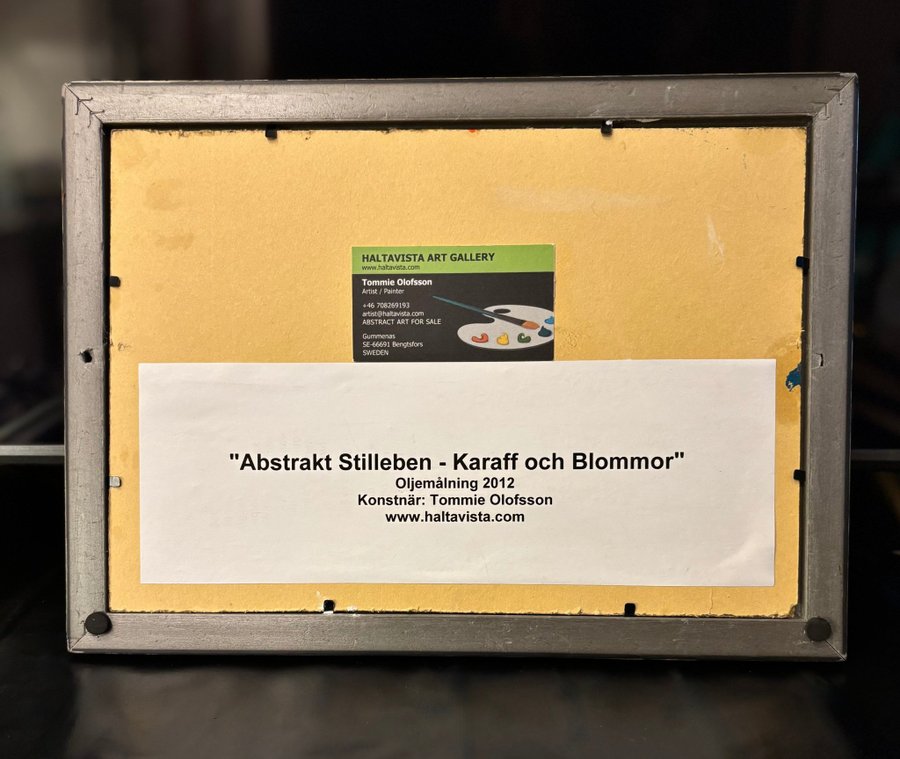 HALTAVISTA ART GALLERY
www.haltavista.com
Tommie Olofsson
Artist / Painter
+46 708269193
artist@haltavista.com
ABSTRACT ART FOR SALE
Gummenas
SE-66691 Bengtsfors
SWEDEN
"Abstrakt Stilleben - Karaff och Blommor"
Oljemålning 2012
Konstnär: Tommie Olofsson
www.haltavista.com